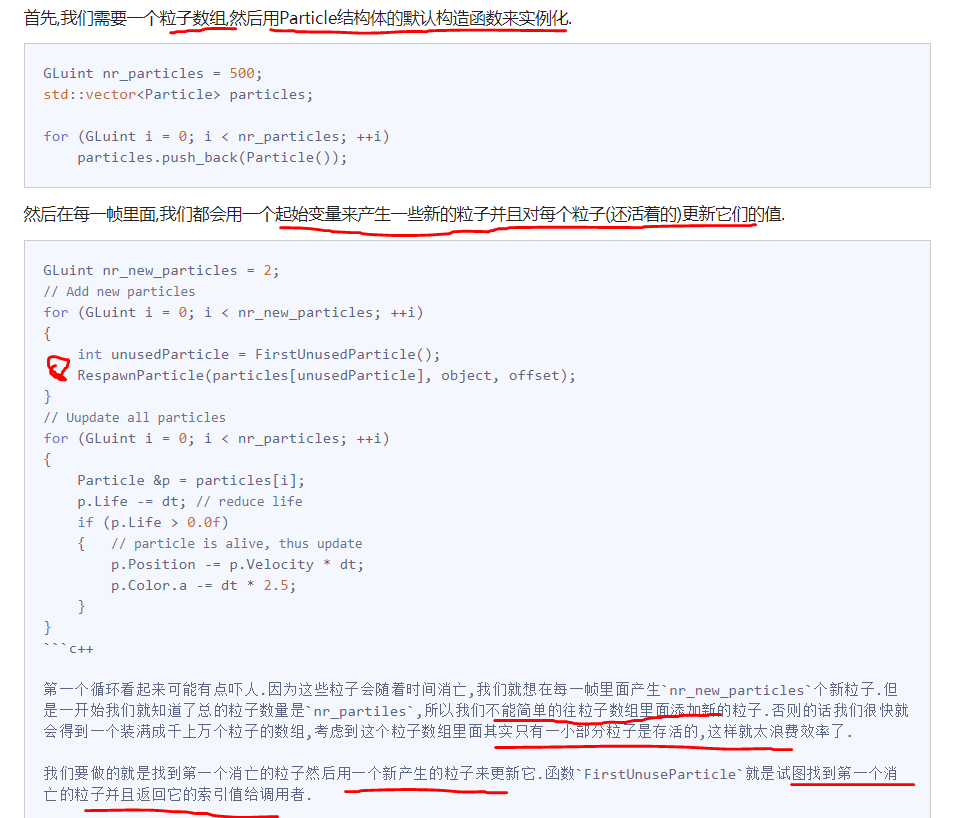 首先,我们需要一个粒子数组,然后用Particle结构体的默认构造函数来实例化.
GLuint nr_particles = 500;
std::vector<Particle> particles;
for (GLuint i = 0; i < nr_particles; ++i)
particles.push_back(Particle());
然后在每一帧里面,我们都会用一个起始变量来产生一些新的粒子并且对每个粒子(还活着的)更新它们的值.
GLuint nr_new_particles = 2;
// Add new particles
for (GLuint i = 0; i < nr_new_particles; ++i)
{
int unusedParticle = FirstUnusedParticle();
RespawnParticle(particles[unusedParticle], object, offset);
}
// Uupdate all particles
for (GLuint i = 0; i < nr_particles; ++i)
{
Particle &p = particles[i];
p.Life -= dt; // reduce life
if (p.Life > 0.0f)
{ // particle is alive, thus update
p.Position -= p.Velocity * dt;
p.Color.a -= dt * 2.5;
}
}
```c++
第一个循环看起来可能有点吓人.因为这些粒子会随着时间消亡,我们就想在每一帧里面产生`nr_new_particles`个新粒子.但
是一开始我们就知道了总的粒子数量是`nr_partiles`,所以我们不能简单的往粒子数组里面添加新的粒子.否则的话我们很快就
会得到一个装满成千上万个粒子的数组,考虑到这个粒子数组里面其实只有一小部分粒子是存活的,这样就太浪费效率了.
我们要做的就是找到第一个消亡的粒子然后用一个新产生的粒子来更新它.函数`FirstUnuseParticle`就是试图找到第一个消
亡的粒子并且返回它的索引值给调用者.